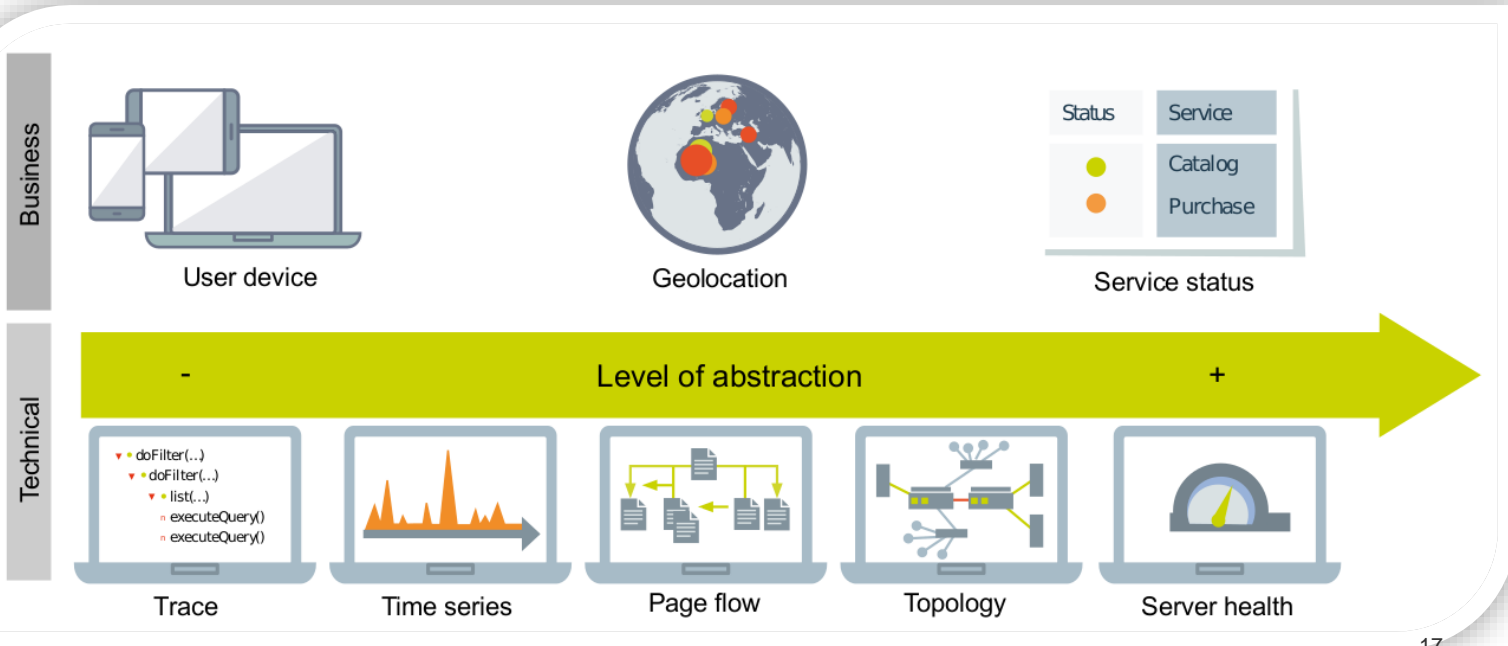 Business
Status
Service
Catalog
Purchase
User device
Geolocation
Service status
- Level of abstraction +
Technical
doFilter(...)
doFilter(...)
list(...)
n executeQuery()
n executeQuery()
Trace
Time series
Page flow
Topology
Server health
17